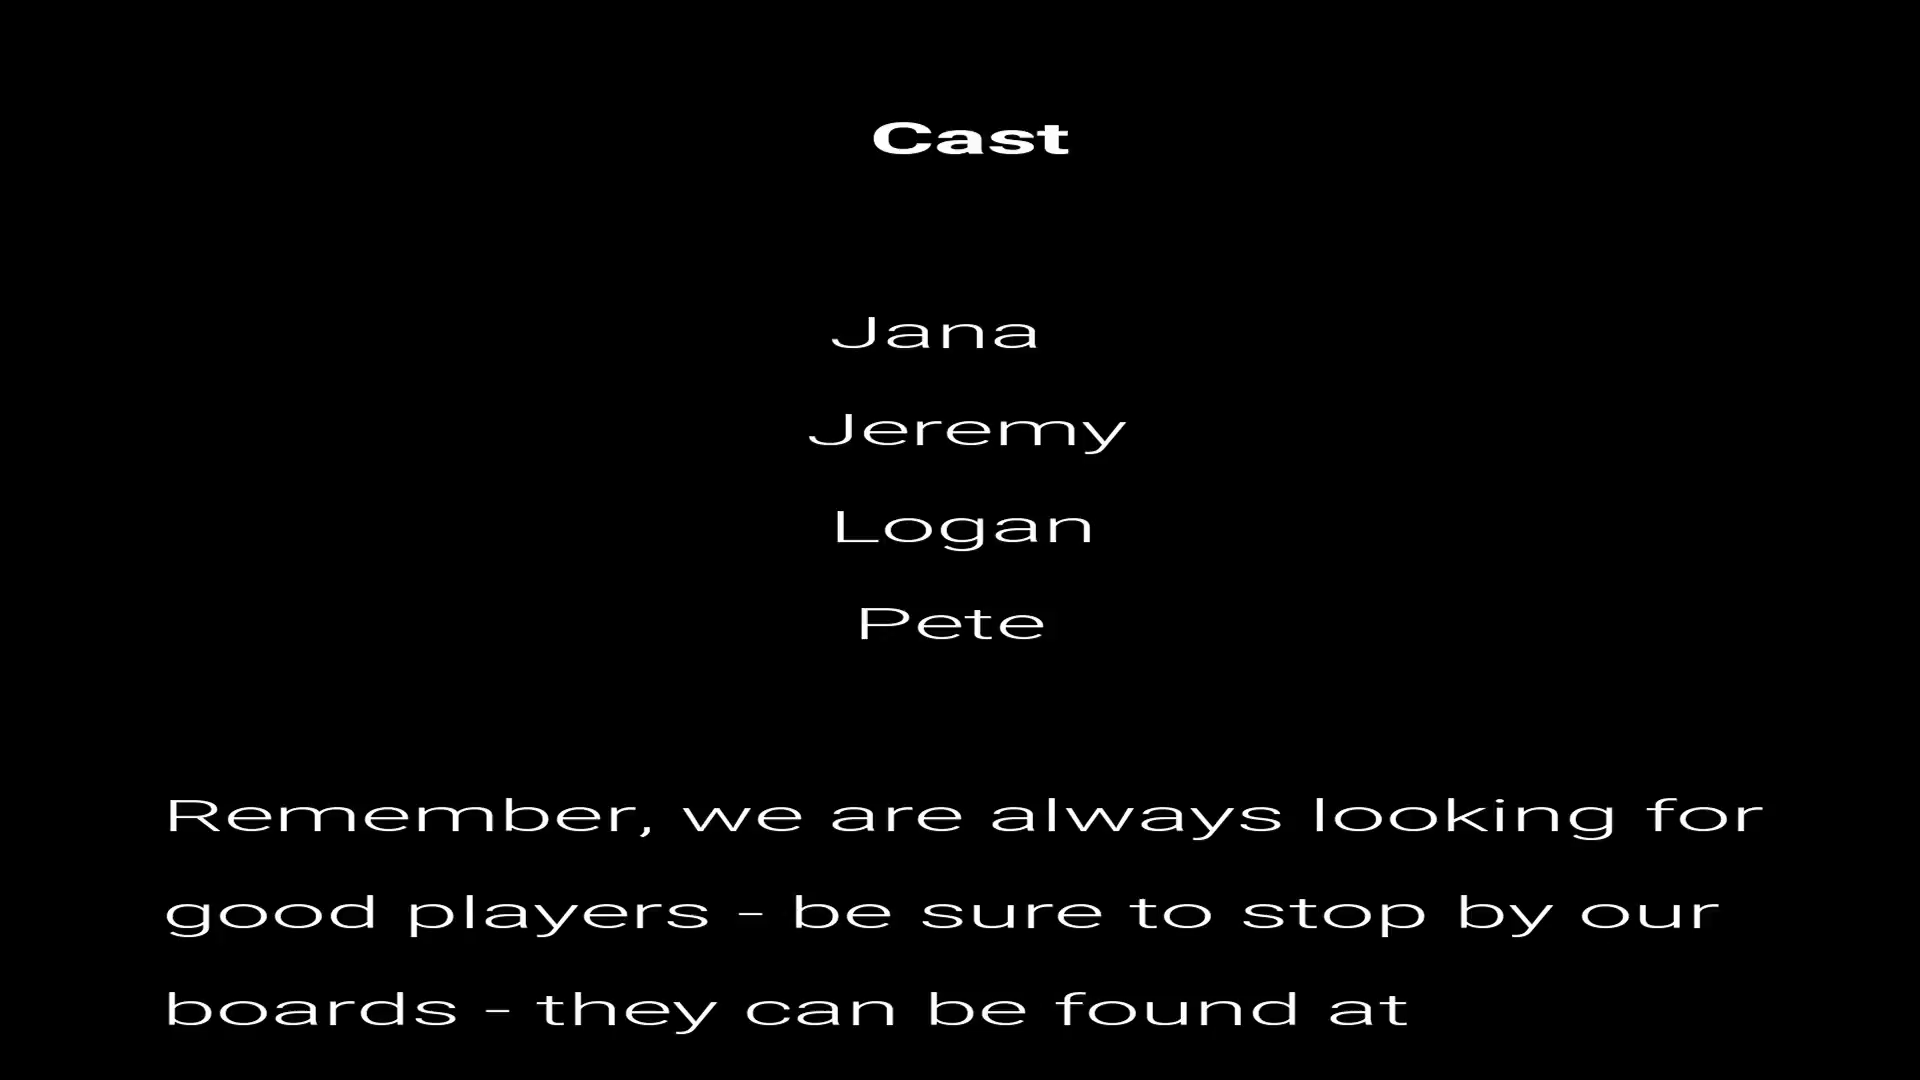 Cast
Jana
Jeremy
Logan
Pete
Remember, we are always looking for
good players - be sure to stop by our
boards - they can be found at